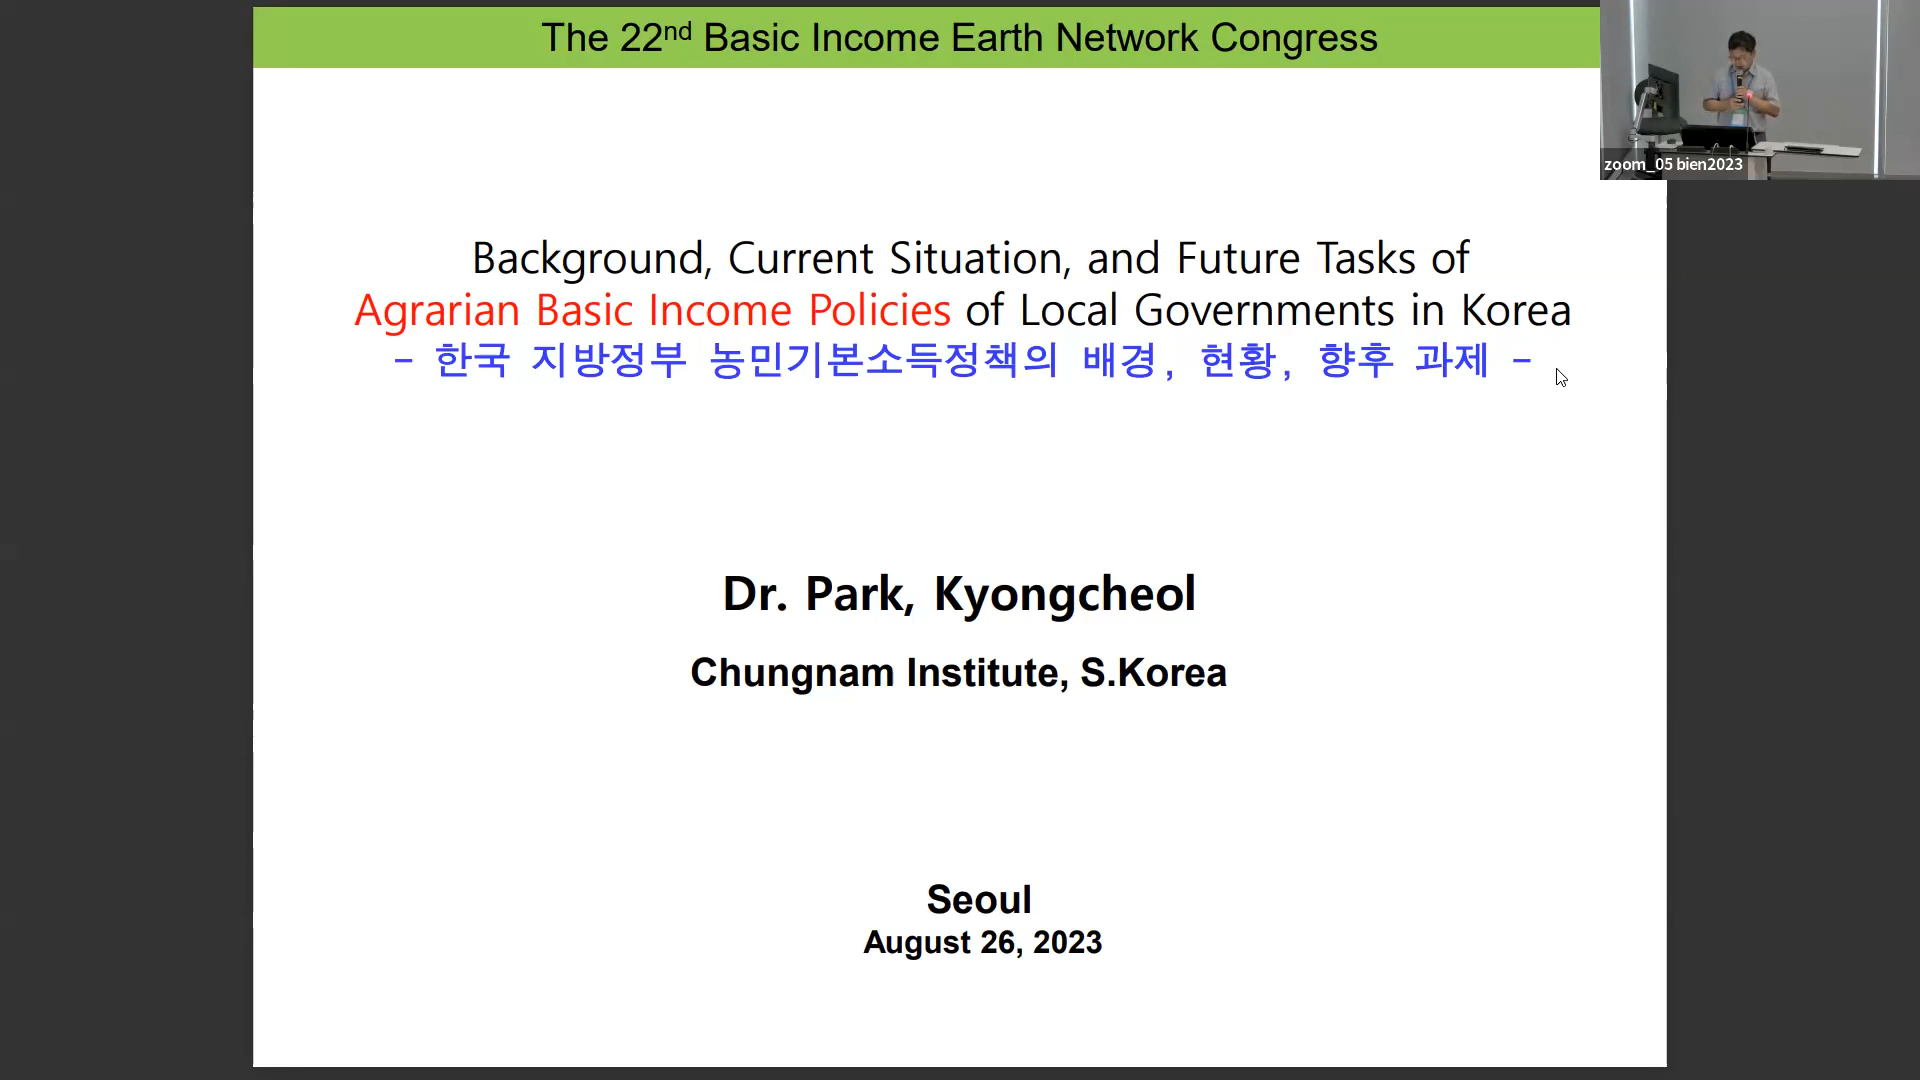 The 22nd Basic Income Earth Network Congress
zoom_05 bien2023
Background, Current Situation, and Future Tasks of
Agrarian Basic Income Policies of Local Governments in Korea
- 한국 지방정부 농민기본소득정책의 배경, 현황, 향후 과제 -
Dr. Park, Kyongcheol
Chungnam Institute, S.Korea
Seoul
August 26, 2023